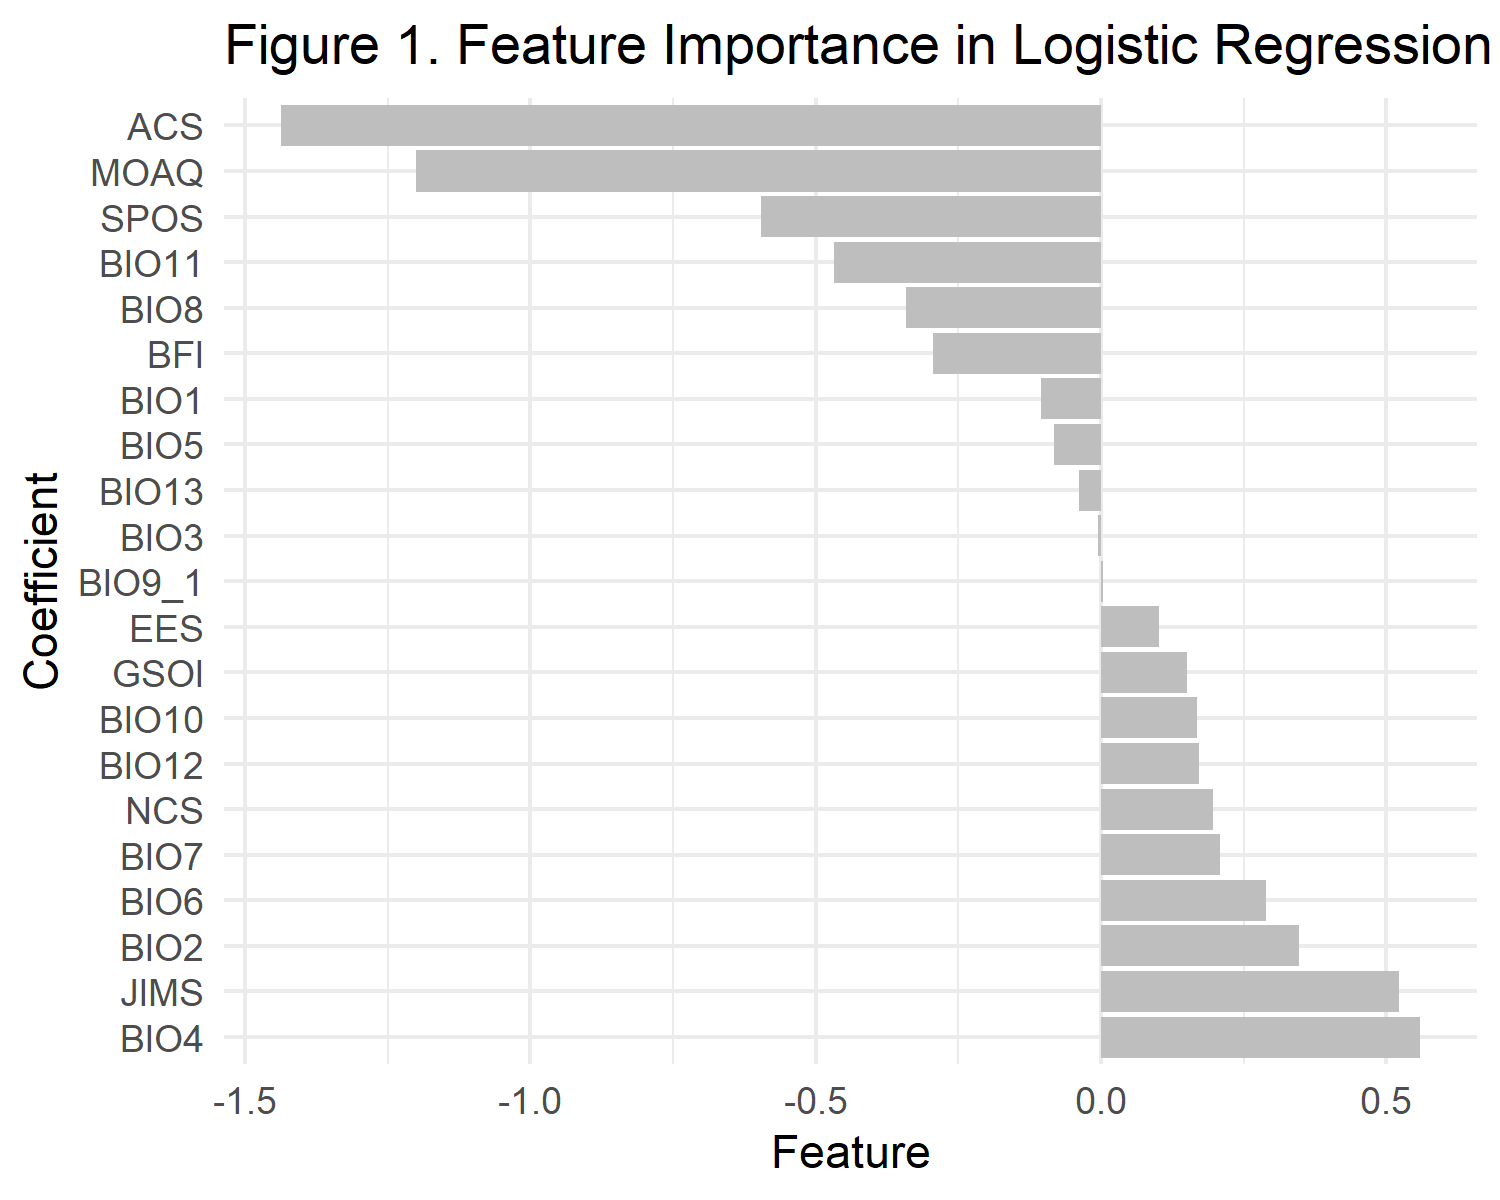 Figure 1. Feature Importance in Logistic Regression
ACS
MOAQ
SPOS
BIO11
BIO8
BFI
BIO1
BIO5
BIO13
BIO3
BIO9_1
EES
GSOI
BIO10
BIO12
NCS
BIO7
BIO6
BIO2
JIMS
BIO4
Coefficient
-1.5 -1.0 -0.5 0.0 0.5
Feature